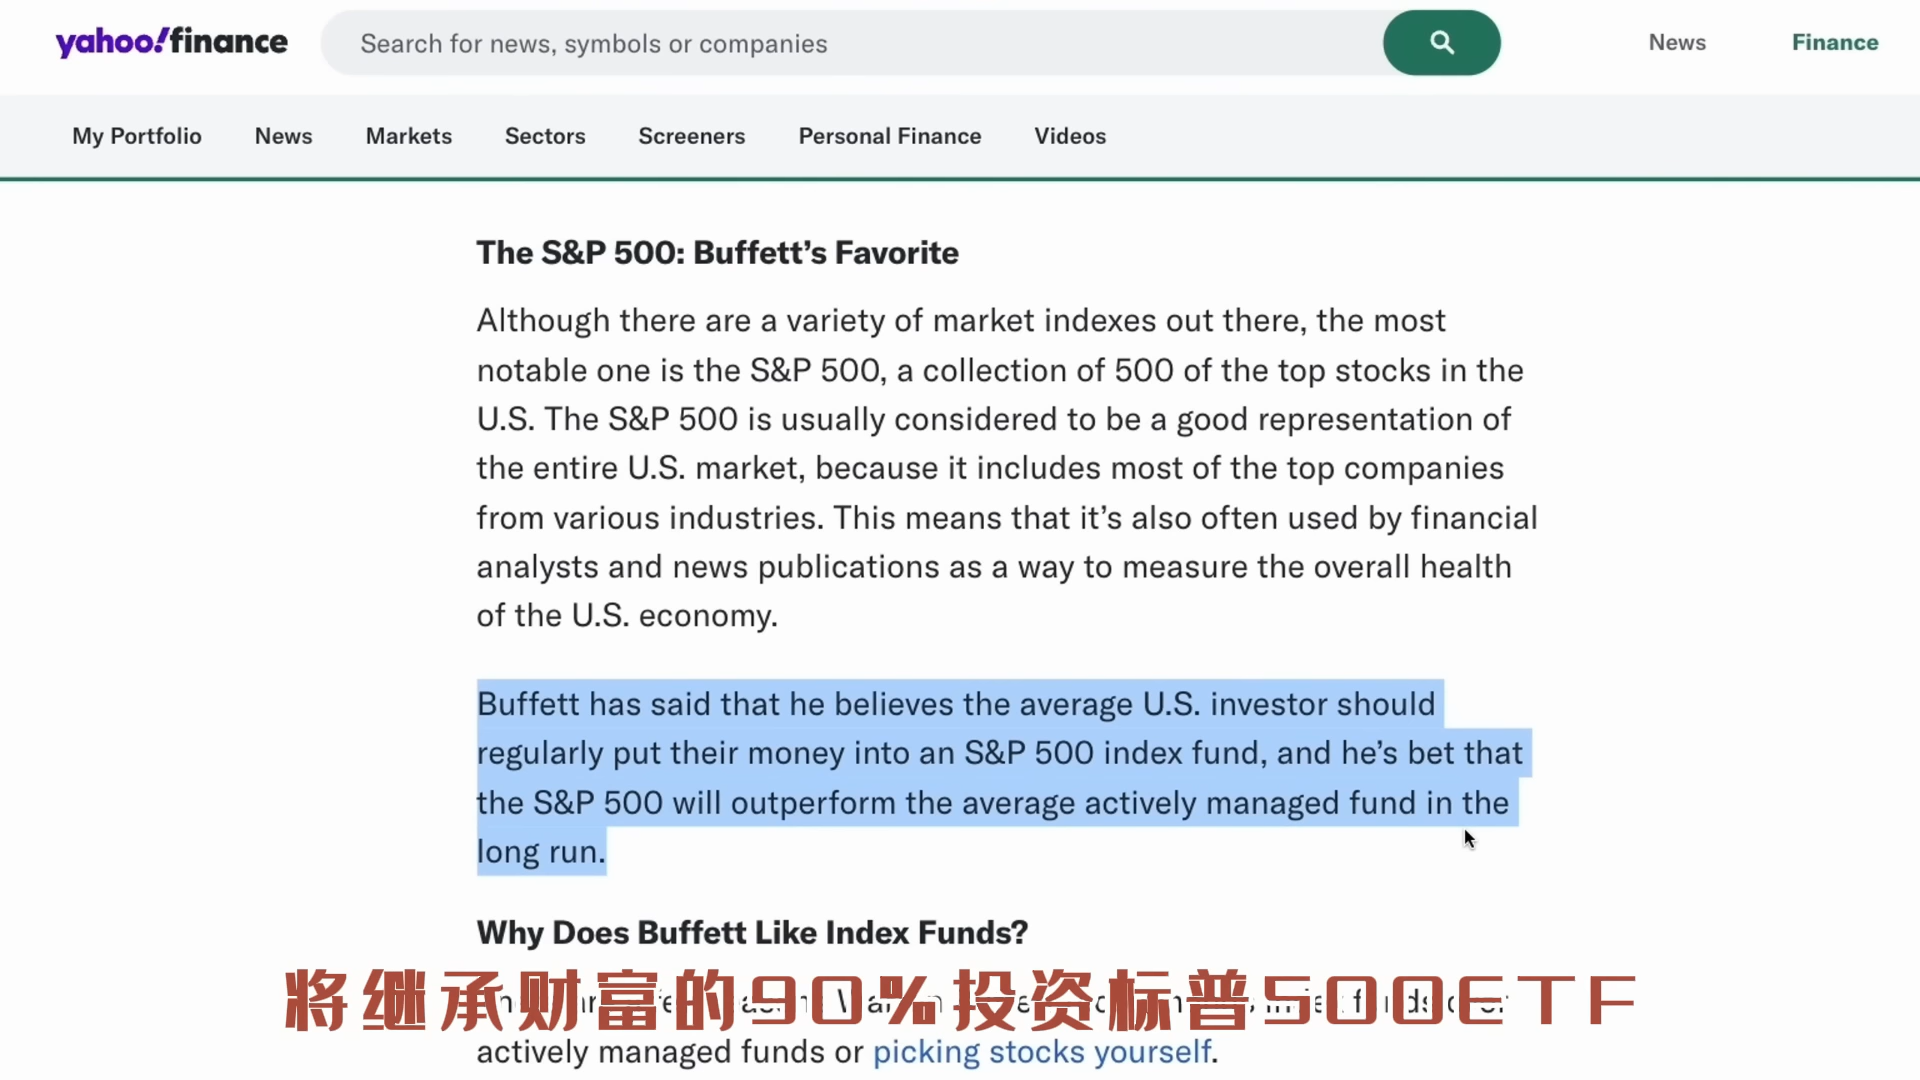 yahoo!finance
Search for news, symbols or companies
News
Finance
My Portfolio
News
Markets
Sectors
Screeners
Personal Finance
Videos
The S&P 500: Buffett's Favorite
Although there are a variety of market indexes out there, the most
notable one is the S&P 500, a collection of 500 of the top stocks in the
U.S. The S&P 500 is usually considered to be a good representation of
the entire U.S. market, because it includes most of the top companies
from various industries. This means that it's also often used by financial
analysts and news publications as a way to measure the overall health
of the U.S. economy.
Buffett has said that he believes the average U.S. investor should
regularly put their money into an S&P 500 index fund, and he's bet that
the S&P 500 will outperform the average actively managed fund in the
long run.
Why Does Buffett Like Index Funds?
将继承财富的90%投资标普500ETF
actively managed funds or picking stocks yourself.